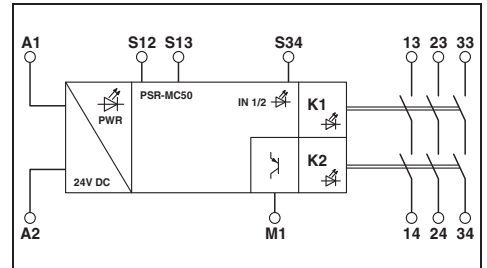 A1 S12 S13 S34 13 23 33
PSR-MC50
IN 1/2 K1
PWR
K2
24V DC
A2 M1 14 24 34